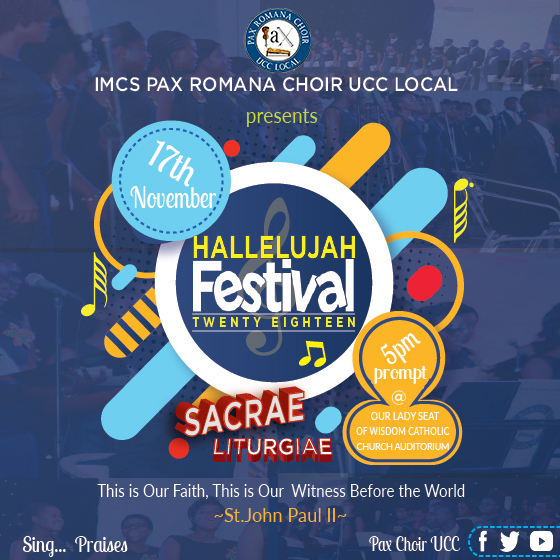 PAX ROMANA CHOIR
PaX
UCC LOCAL
IMCS PAX ROMANA CHOIR UCC LOCAL
presents
17th
November
HALLELUJAH
Festival
TWENTY EIGHTEEN
5pm
prompt
@
OUR LADY SEAT
OF WISDOM CATHOLIC
CHURCH AUDITORIUM
SACRAE
LITURGIAE
This is Our Faith, This is Our Witness Before the World
~St.John Paul II~
Sing... Praises
Pax Choir UCC